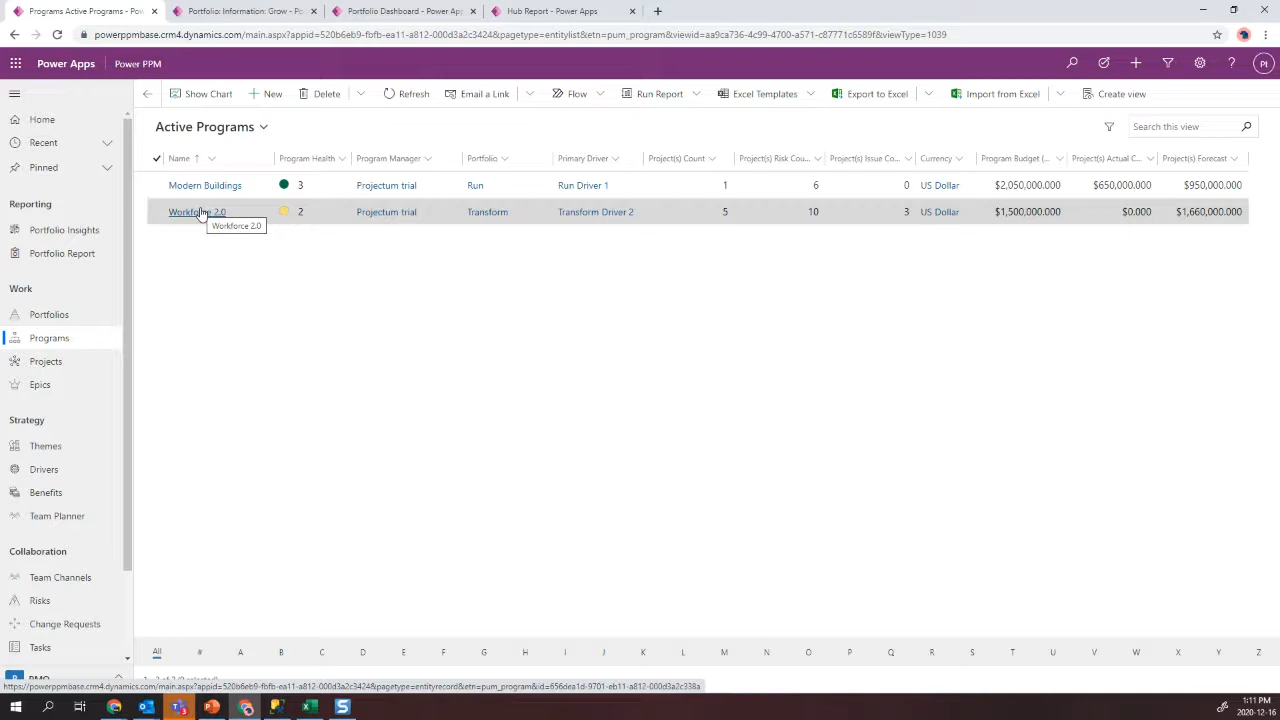 Programs Active Programs - Pow
Portfolio: Information: Grow - P
Portfolio Dashboard - Power App
Hub Report - Power Apps
powerppmbase.crm4.dynamics.com/main.aspx?appid=520b6eb9-fbfb-ea11-a812-000d3a2c3424&pagetype=entitylist&etn=pum_program&viewid=aa9ca736-4c99-4700-a571-c87771c6589f&viewType=1039
Power Apps
Power PPM
PI
Show Chart
New
Delete
Refresh
Email a Link
Flow
Run Report
Excel Templates
Export to Excel
Import from Excel
Create view
Home
Recent
Pinned
Reporting
Portfolio Insights
Portfolio Report
Work
Portfolios
Programs
Projects
Epics
Strategy
Themes
Drivers
Benefits
Team Planner
Collaboration
Team Channels
Risks
Change Requests
Tasks
Active Programs
Search this view
Name ↑ Program Health Program Manager Portfolio Primary Driver Project(s) Count Project(s) Risk Cou... Project(s) Issue Co... Currency Program Budget (... Project(s) Actual C... Project(s) Forecast
Modern Buildings 3 Projectum trial Run Run Driver 1 1 6 0 US Dollar $2,050,000.000 $650,000.000 $950,000.000
Workforce 2.0 2 Projectum trial Transform Transform Driver 2 5 10 3 US Dollar $1,500,000.000 $0.000 $1,660,000.000
Workforce 2.0
All # A B C D E F G H I J K L M N O P Q R S T U V W X Y Z
https://powerppmbase.crm4.dynamics.com/main.aspx?appid=520b6eb9-fbfb-ea11-a812-000d3a2c3424&pagetype=entityrecord&etn=pum_program&id=656dea1d-9701-eb11-a812-000d3a2c338a
1:11 PM
2020-12-16